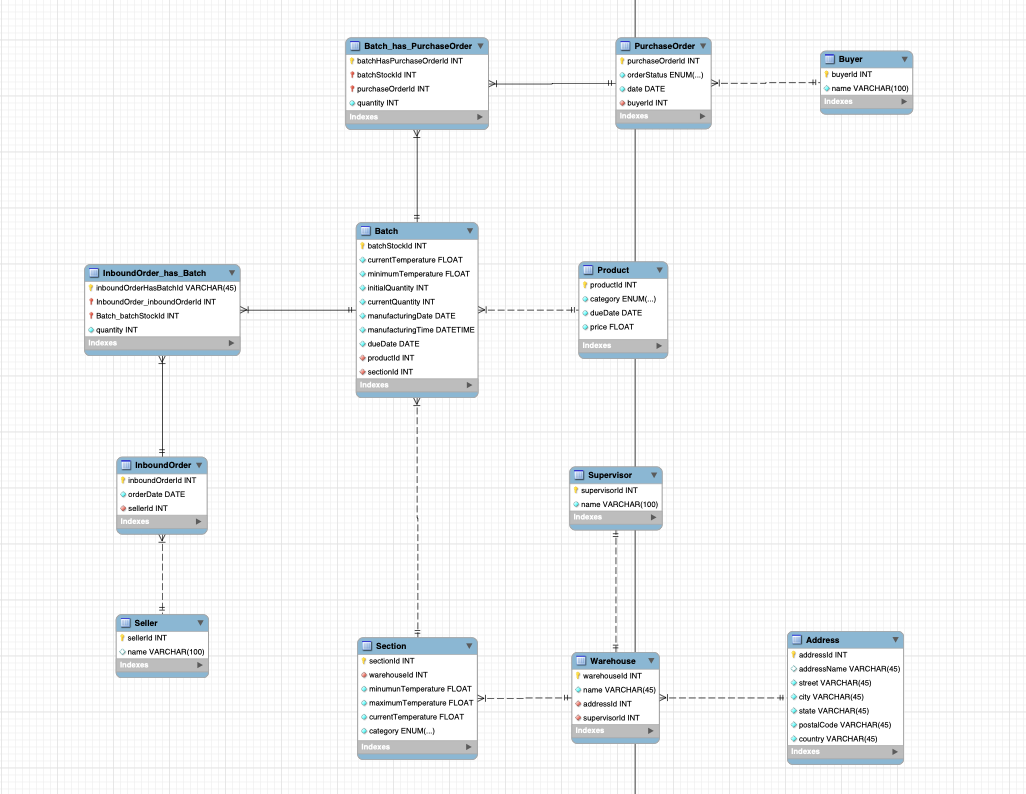 Batch_has_PurchaseOrder
batchHasPurchaseOrderId INT
batchStockId INT
purchaseOrderId INT
quantity INT
Indexes
PurchaseOrder
purchaseOrderId INT
orderStatus ENUM(...)
date DATE
buyerId INT
Indexes
Buyer
buyerId INT
name VARCHAR(100)
Indexes
Batch
batchStockId INT
currentTemperature FLOAT
minimumTemperature FLOAT
initialQuantity INT
currentQuantity INT
manufacturingDate DATE
manufacturingTime DATETIME
dueDate DATE
productId INT
sectionId INT
Indexes
InboundOrder_has_Batch
inboundOrderHasBatchId VARCHAR(45)
InboundOrder_inboundOrderId INT
Batch_batchStockId INT
quantity INT
Indexes
Product
productId INT
category ENUM(...)
dueDate DATE
price FLOAT
Indexes
InboundOrder
inboundOrderId INT
orderDate DATE
sellerId INT
Indexes
Supervisor
supervisorId INT
name VARCHAR(100)
Indexes
Seller
sellerId INT
name VARCHAR(100)
Indexes
Section
sectionId INT
warehouseId INT
minumunTemperature FLOAT
maximumTemperature FLOAT
currentTemperature FLOAT
category ENUM(...)
Indexes
Warehouse
warehouseId INT
name VARCHAR(45)
addressId INT
supervisorId INT
Indexes
Address
addressId INT
addressName VARCHAR(45)
street VARCHAR(45)
city VARCHAR(45)
state VARCHAR(45)
postalCode VARCHAR(45)
country VARCHAR(45)
Indexes